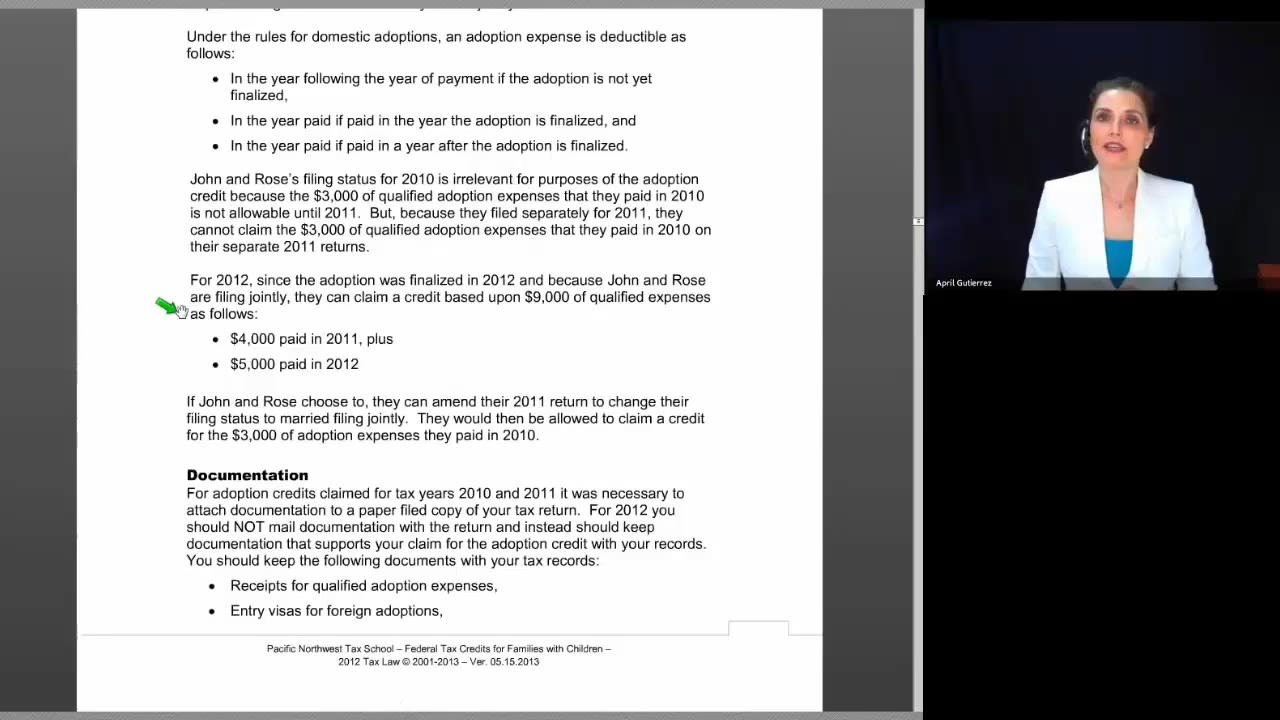 Under the rules for domestic adoptions, an adoption expense is deductible as
follows:
• In the year following the year of payment if the adoption is not yet
finalized,
• In the year paid if paid in the year the adoption is finalized, and
• In the year paid if paid in a year after the adoption is finalized.
John and Rose's filing status for 2010 is irrelevant for purposes of the adoption
credit because the $3,000 of qualified adoption expenses that they paid in 2010
is not allowable until 2011.  But, because they filed separately for 2011, they
cannot claim the $3,000 of qualified adoption expenses that they paid in 2010 on
their separate 2011 returns.
For 2012, since the adoption was finalized in 2012 and because John and Rose
are filing jointly, they can claim a credit based upon $9,000 of qualified expenses
as follows:
• $4,000 paid in 2011, plus
• $5,000 paid in 2012
If John and Rose choose to, they can amend their 2011 return to change their
filing status to married filing jointly.  They would then be allowed to claim a credit
for the $3,000 of adoption expenses they paid in 2010.
Documentation
For adoption credits claimed for tax years 2010 and 2011 it was necessary to
attach documentation to a paper filed copy of your tax return.  For 2012 you
should NOT mail documentation with the return and instead should keep
documentation that supports your claim for the adoption credit with your records.
You should keep the following documents with your tax records:
• Receipts for qualified adoption expenses,
• Entry visas for foreign adoptions,
Pacific Northwest Tax School – Federal Tax Credits for Families with Children –
2012 Tax Law © 2001-2013 – Ver. 05.15.2013
April Gutierrez